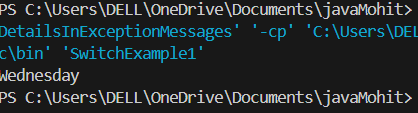 PS C:\Users\DELL\OneDrive\Documents\javaMohit>
DetailsInExceptionMessages' '-cp' 'C:\Users\DEL
c\bin' 'SwitchExample1'
Wednesday
PS C:\Users\DELL\OneDrive\Documents\javaMohit>